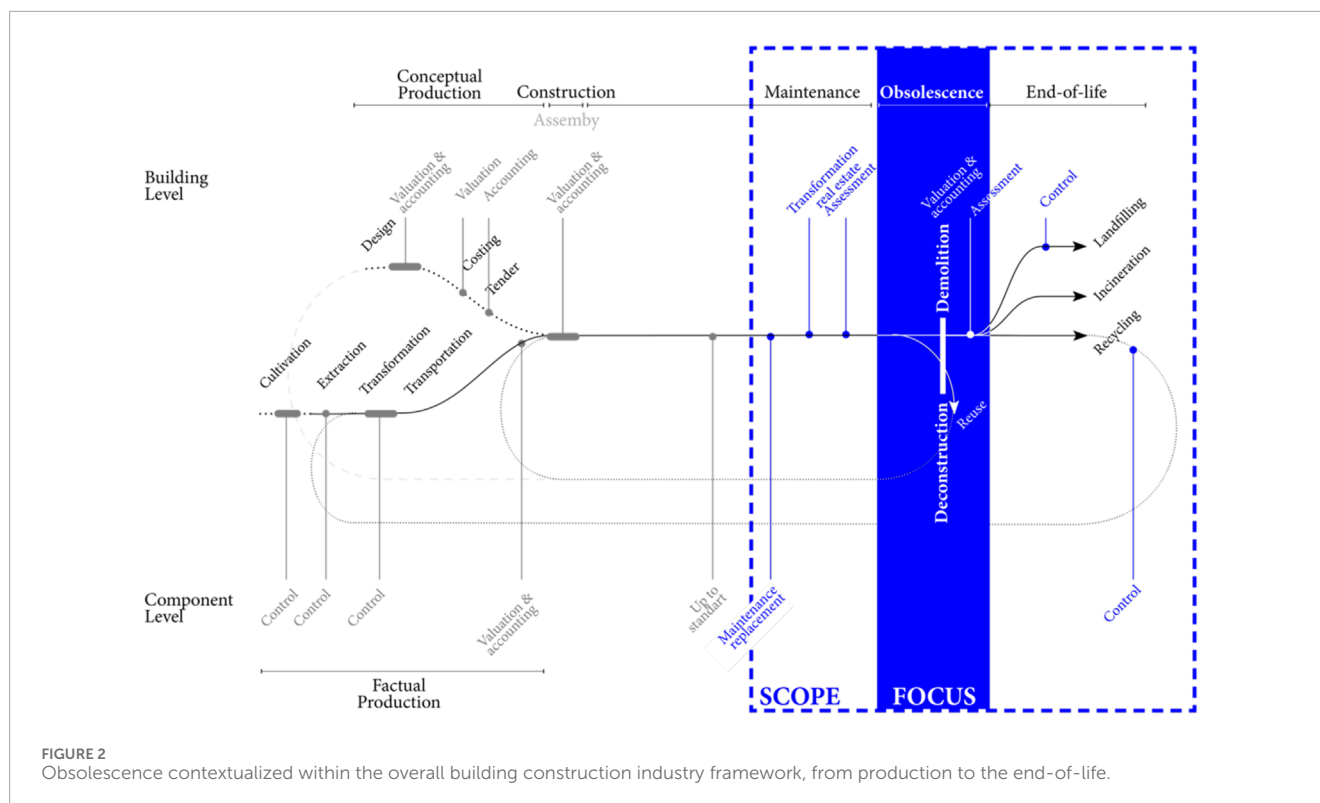 Conceptual
Production
Construction
Assemby
Maintenance
Obsolescence
End-of-life
Building
Level
Design
Valuation &
accounting
Valuation
Accounting
Costing
Tender
Valuation &
accounting
Transformation
real estate
Assessment
Valuation &
accounting
Assessment
Control
Landfilling
Incineration
Recycling
Demolition
Deconstruction
Reuse
Cultivation
Extraction
Transformation
Transportation
Component
Level
Control
Control
Control
Valuation &
accounting
Up to
standart
Maintenance
replacement
Control
Factual
Production
SCOPE
FOCUS
FIGURE 2
Obsolescence contextualized within the overall building construction industry framework, from production to the end-of-life.